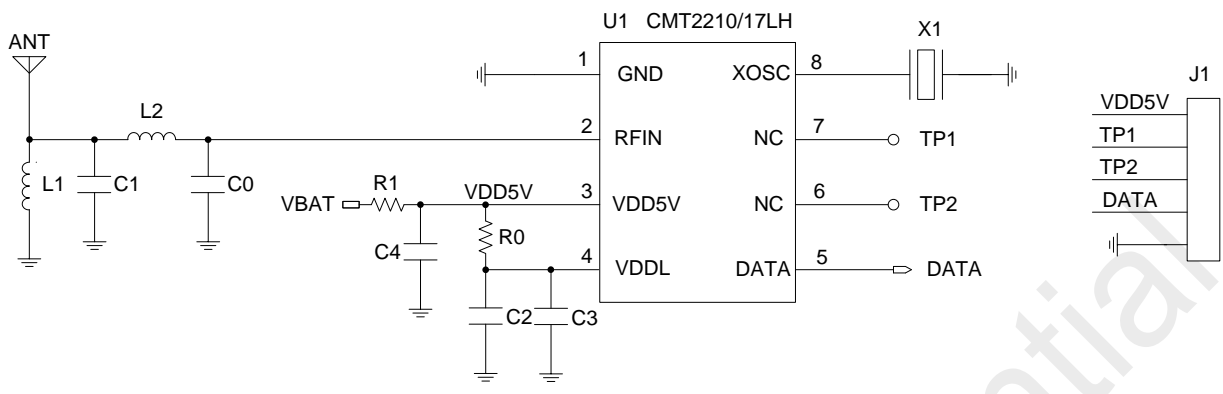 U1 CMT2210/17LH
X1
ANT
J1
1
GND
XOSC
8
VDD5V
L2
TP1
2
RFIN
NC
7
TP1
TP2
L1
C1
C0
R1
VDD5V
3
VDD5V
NC
6
TP2
DATA
VBAT
R0
C4
4
VDDL
DATA
5
DATA
C2
C3